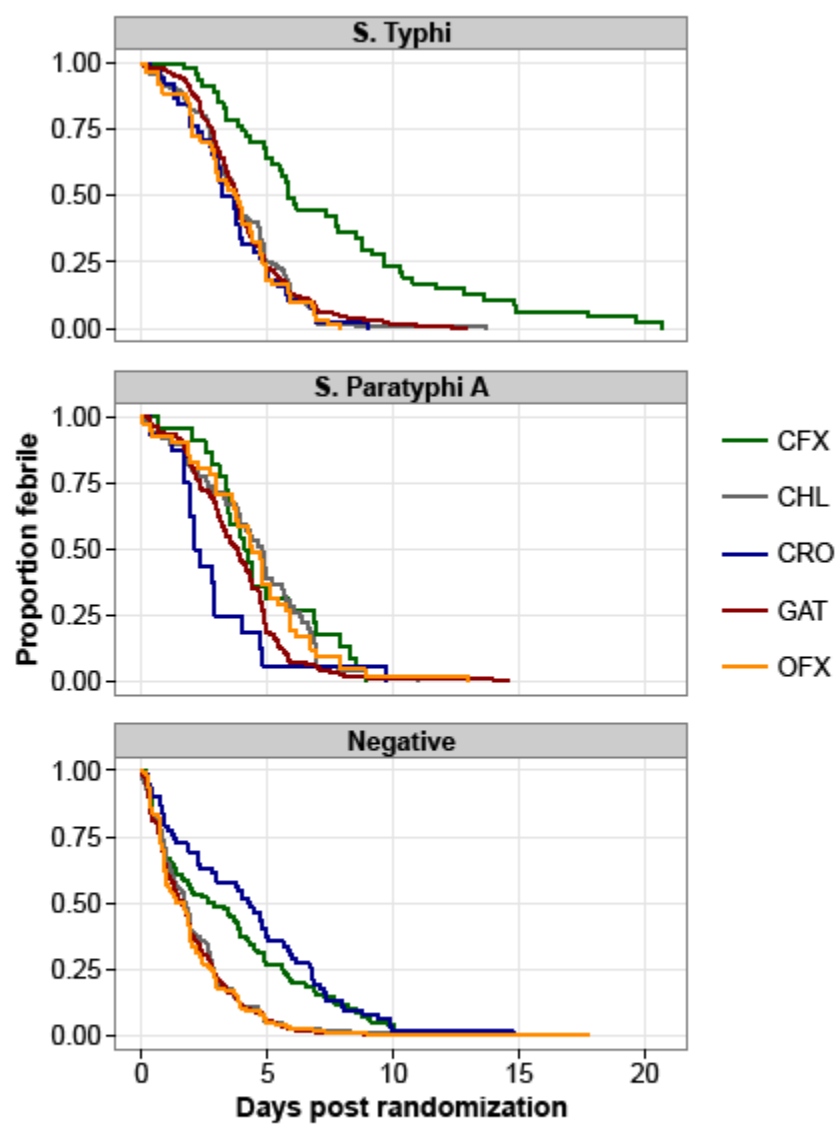 S. Typhi
1.00
0.75
0.50
0.25
0.00
S. Paratyphi A
1.00
0.75
0.50
0.25
0.00
Negative
1.00
0.75
0.50
0.25
0.00
0 5 10 15 20
Days post randomization
Proportion febrile
CFX
CHL
CRO
GAT
OFX